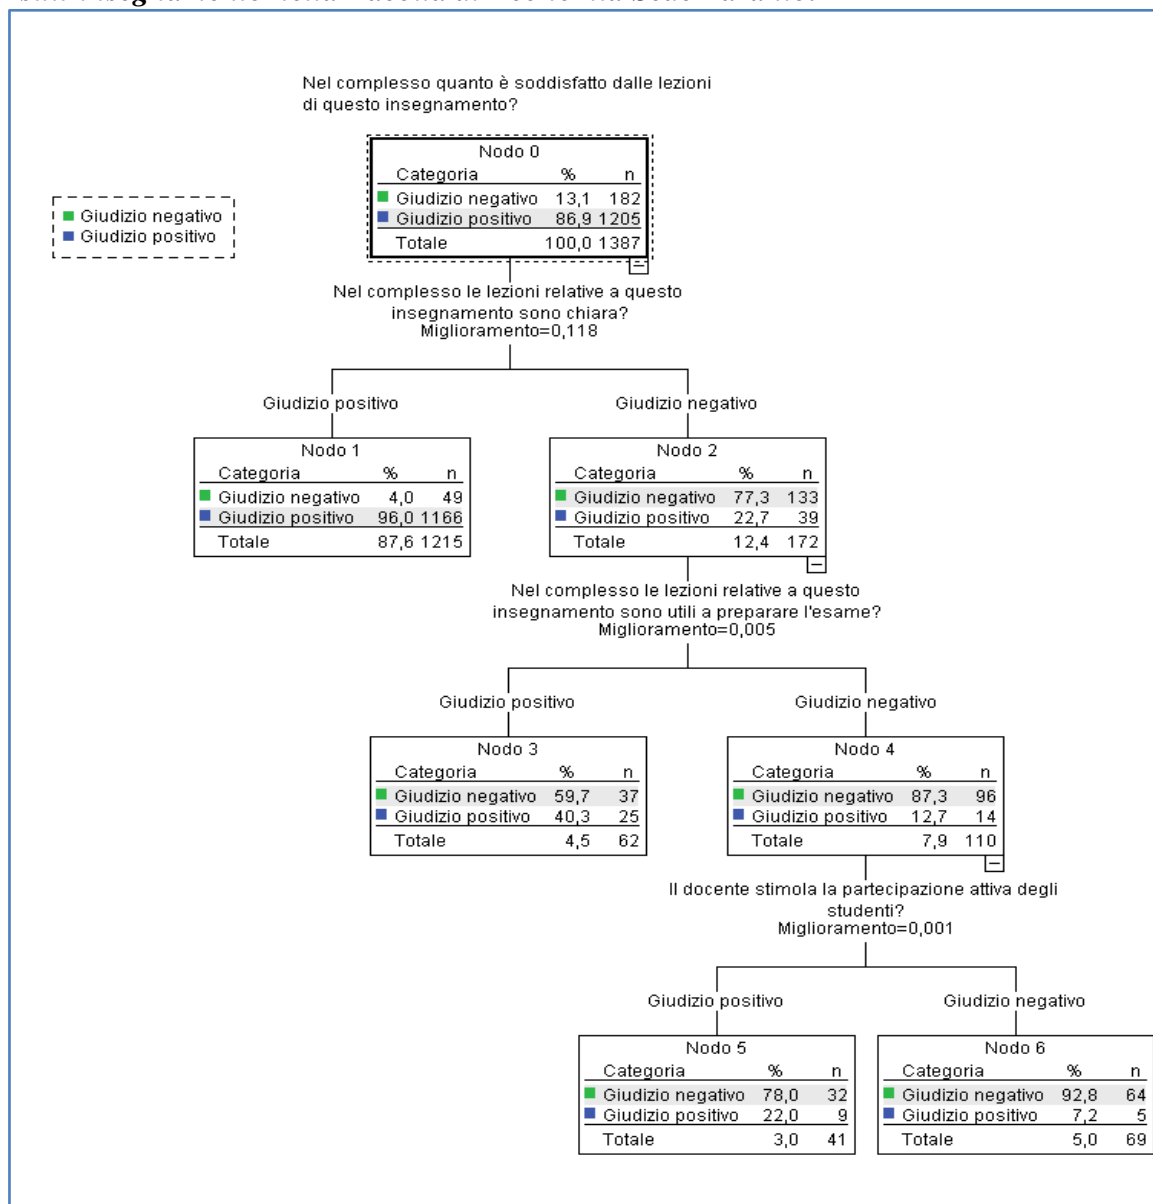 Nel complesso quanto è soddisfatto dalle lezioni
di questo insegnamento?
Nodo 0
Categoria % n
Giudizio negativo 13,1 182
Giudizio positivo 86,9 1205
Totale 100,0 1387
Giudizio negativo
Giudizio positivo
Nel complesso le lezioni relative a questo
insegnamento sono chiara?
Miglioramento=0,118
Giudizio positivo
Giudizio negativo
Nodo 1
Categoria % n
Giudizio negativo 4,0 49
Giudizio positivo 96,0 1166
Totale 87,6 1215
Nodo 2
Categoria % n
Giudizio negativo 77,3 133
Giudizio positivo 22,7 39
Totale 12,4 172
Nel complesso le lezioni relative a questo
insegnamento sono utili a preparare l'esame?
Miglioramento=0,005
Giudizio positivo
Giudizio negativo
Nodo 3
Categoria % n
Giudizio negativo 59,7 37
Giudizio positivo 40,3 25
Totale 4,5 62
Nodo 4
Categoria % n
Giudizio negativo 87,3 96
Giudizio positivo 12,7 14
Totale 7,9 110
Il docente stimola la partecipazione attiva degli
studenti?
Miglioramento=0,001
Giudizio positivo
Giudizio negativo
Nodo 5
Categoria % n
Giudizio negativo 78,0 32
Giudizio positivo 22,0 9
Totale 3,0 41
Nodo 6
Categoria % n
Giudizio negativo 92,8 64
Giudizio positivo 7,2 5
Totale 5,0 69